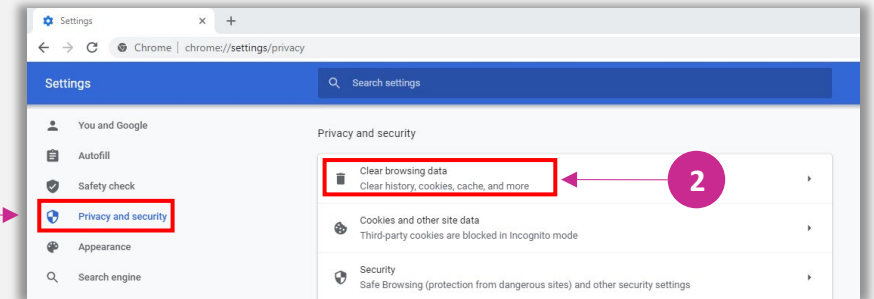 Settings
Chrome | chrome://settings/privacy
Settings
Search settings
You and Google
Autofill
Safety check
Privacy and security
Appearance
Search engine
Privacy and security
Clear browsing data
Clear history, cookies, cache, and more
2
Cookies and other site data
Third-party cookies are blocked in Incognito mode
Security
Safe Browsing (protection from dangerous sites) and other security settings